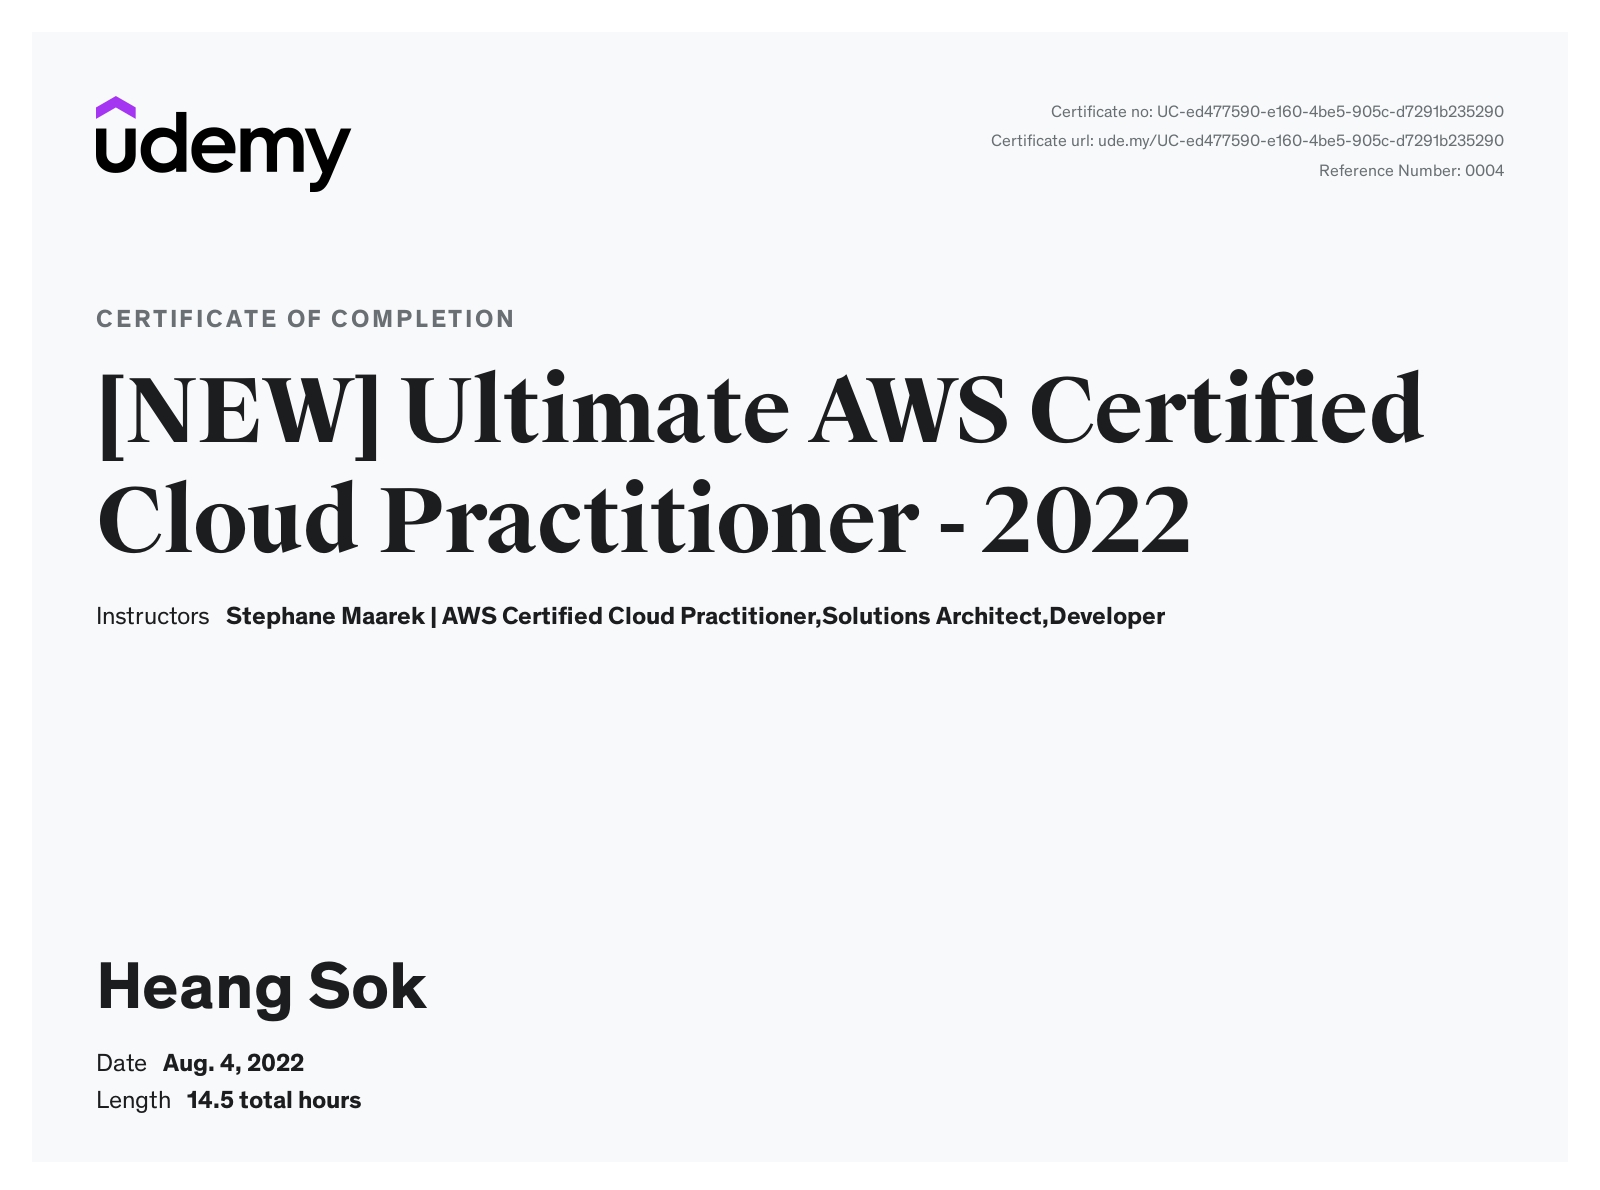 udemy
Certificate no: UC-ed477590-e160-4be5-905c-d7291b235290
Certificate url: ude.my/UC-ed477590-e160-4be5-905c-d7291b235290
Reference Number: 0004
CERTIFICATE OF COMPLETION
[NEW] Ultimate AWS Certified
Cloud Practitioner - 2022
Instructors Stephane Maarek | AWS Certified Cloud Practitioner,Solutions Architect,Developer
Heang Sok
Date Aug. 4, 2022
Length 14.5 total hours